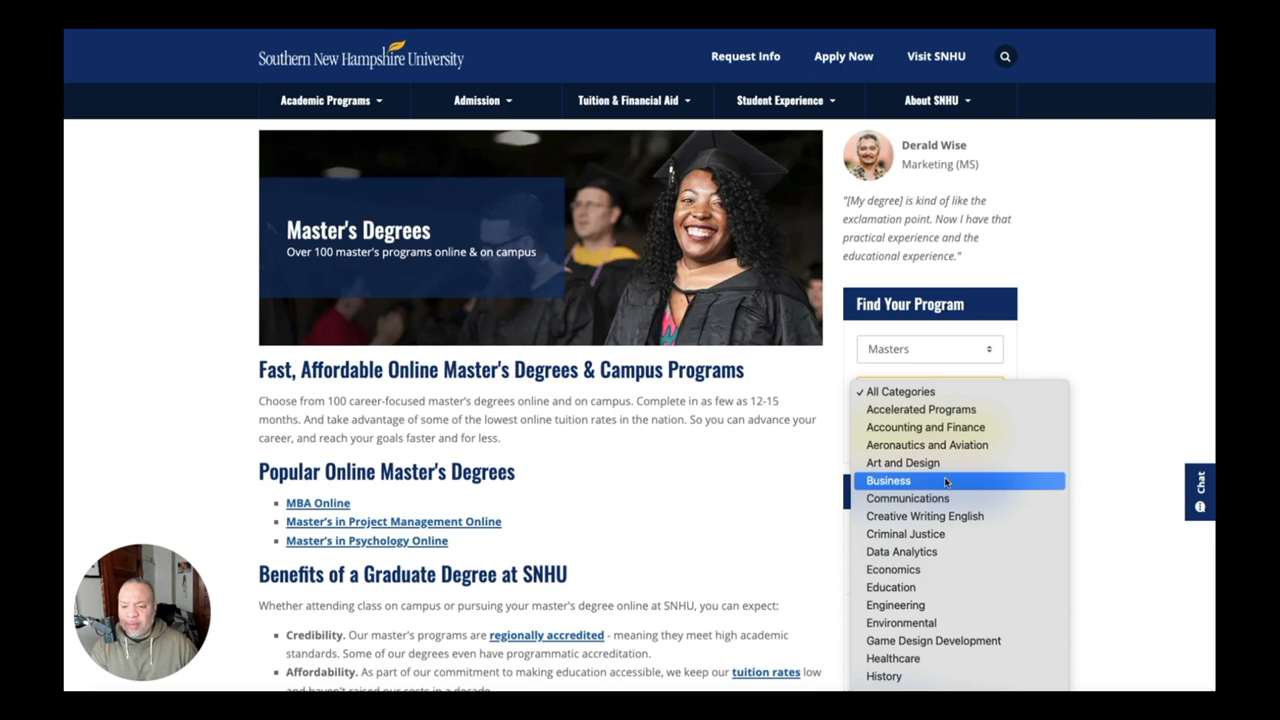 Southern New Hampshire University
Request Info
Apply Now
Visit SNHU
Academic Programs
Admission
Tuition & Financial Aid
Student Experience
About SNHU
Master's Degrees
Over 100 master's programs online & on campus
Derald Wise
Marketing (MS)
"[My degree] is kind of like the
exclamation point. Now I have that
practical experience and the
educational experience."
Find Your Program
Masters
✓ All Categories
Accelerated Programs
Accounting and Finance
Aeronautics and Aviation
Art and Design
Business
Communications
Creative Writing English
Criminal Justice
Data Analytics
Economics
Education
Engineering
Environmental
Game Design Development
Healthcare
History
Chat
Fast, Affordable Online Master's Degrees & Campus Programs
Choose from 100 career-focused master's degrees online and on campus. Complete in as few as 12-15
months. And take advantage of some of the lowest online tuition rates in the nation. So you can advance your
career, and reach your goals faster and for less.
Popular Online Master's Degrees
MBA Online
Master's in Project Management Online
Master's in Psychology Online
Benefits of a Graduate Degree at SNHU
Whether attending class on campus or pursuing your master's degree online at SNHU, you can expect:
Credibility. Our master's programs are regionally accredited - meaning they meet high academic
standards. Some of our degrees even have programmatic accreditation.
Affordability. As part of our commitment to making education accessible, we keep our tuition rates low
and haven't raised our costs in a decade.